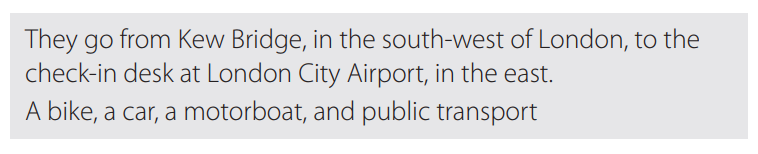 They go from Kew Bridge, in the south-west of London, to the
check-in desk at London City Airport, in the east.
A bike, a car, a motorboat, and public transport